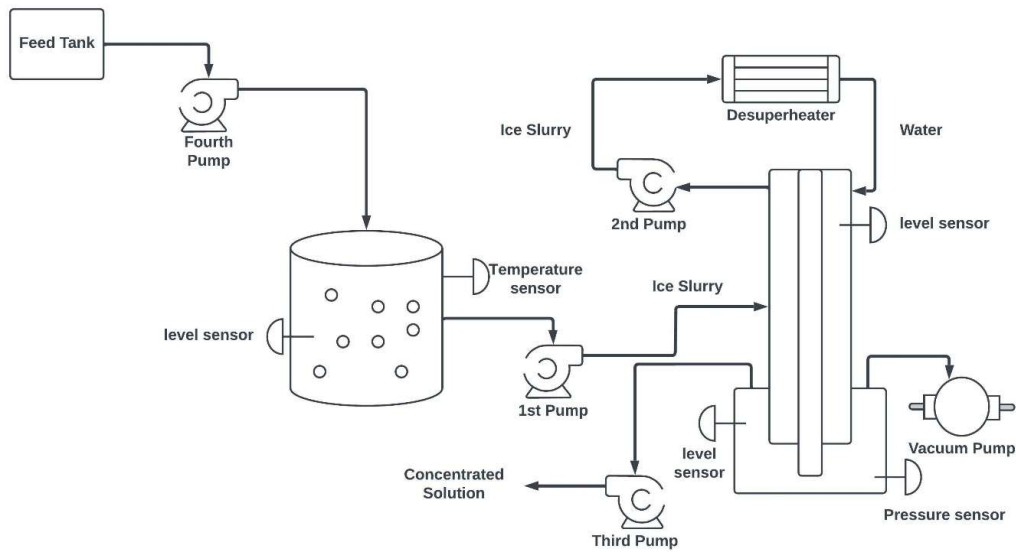 Feed Tank
Fourth
Pump
Desuperheater
Ice Slurry
Water
2nd Pump
level sensor
Temperature
sensor
Ice Slurry
level sensor
1st Pump
Vacuum Pump
level
sensor
Concentrated
Solution
Pressure sensor
Third Pump